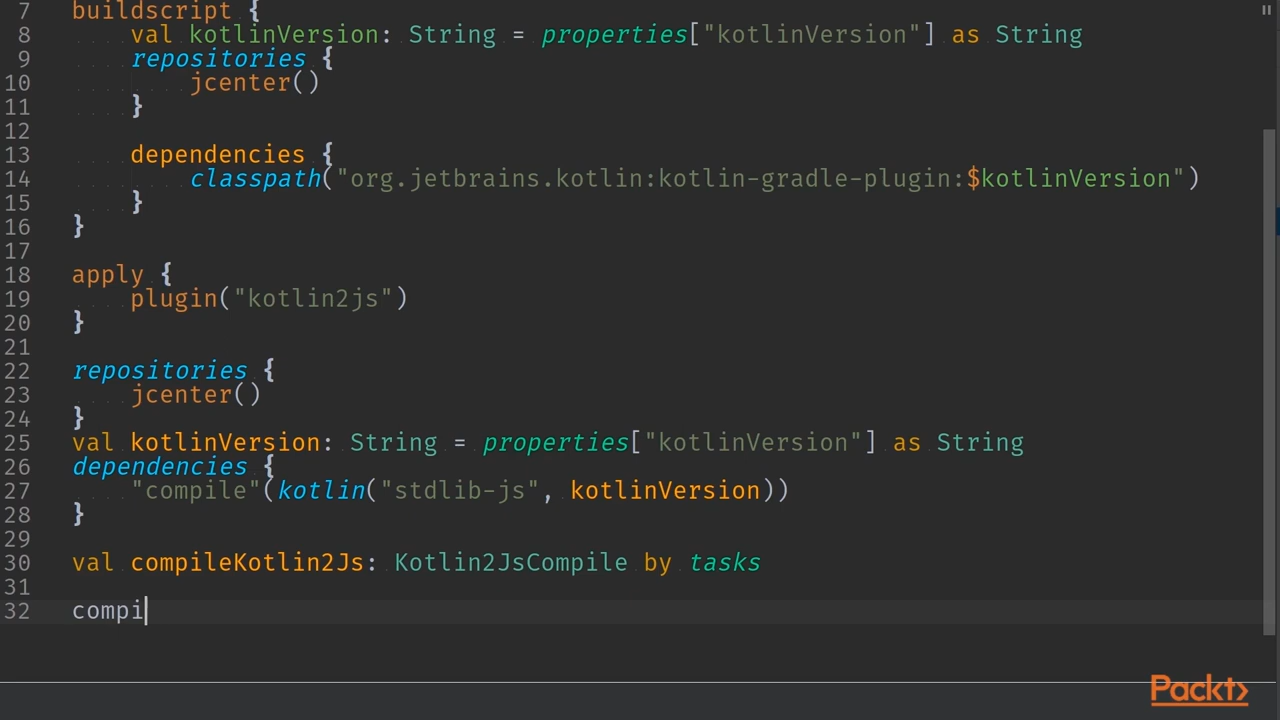 7 buildscript {
8 val kotlinVersion: String = properties["kotlinVersion"] as String
9 repositories {
10 jcenter()
11 }
12
13 dependencies {
14 classpath("org.jetbrains.kotlin:kotlin-gradle-plugin:$kotlinVersion")
15 }
16 }
17
18 apply {
19 plugin("kotlin2js")
20 }
21
22 repositories {
23 jcenter()
24 }
25 val kotlinVersion: String = properties["kotlinVersion"] as String
26 dependencies {
27 "compile"(kotlin("stdlib-js", kotlinVersion))
28 }
29
30 val compileKotlin2Js: Kotlin2JsCompile by tasks
31
32 compi
Packt>